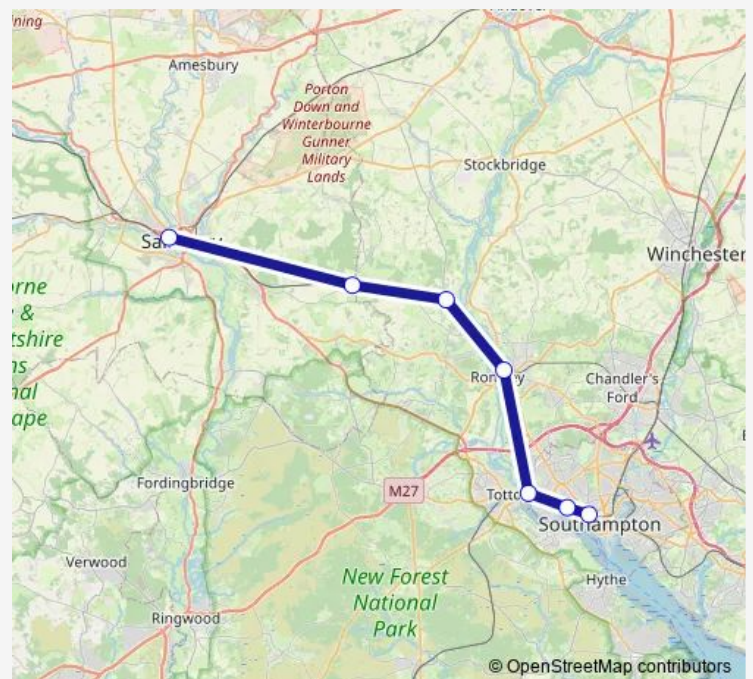 ning
Amesbury
Porton
Down and
Winterbourne
Gunner
Military
Lands
Stockbridge
Winchester
orne
&
tshire
ns
nal
ape
Chandler's
Ford
Fordingbridge
M27
Southampton
Verwood
New Forest
National
Park
Hythe
Ringwood
© OpenStreetMap contributors